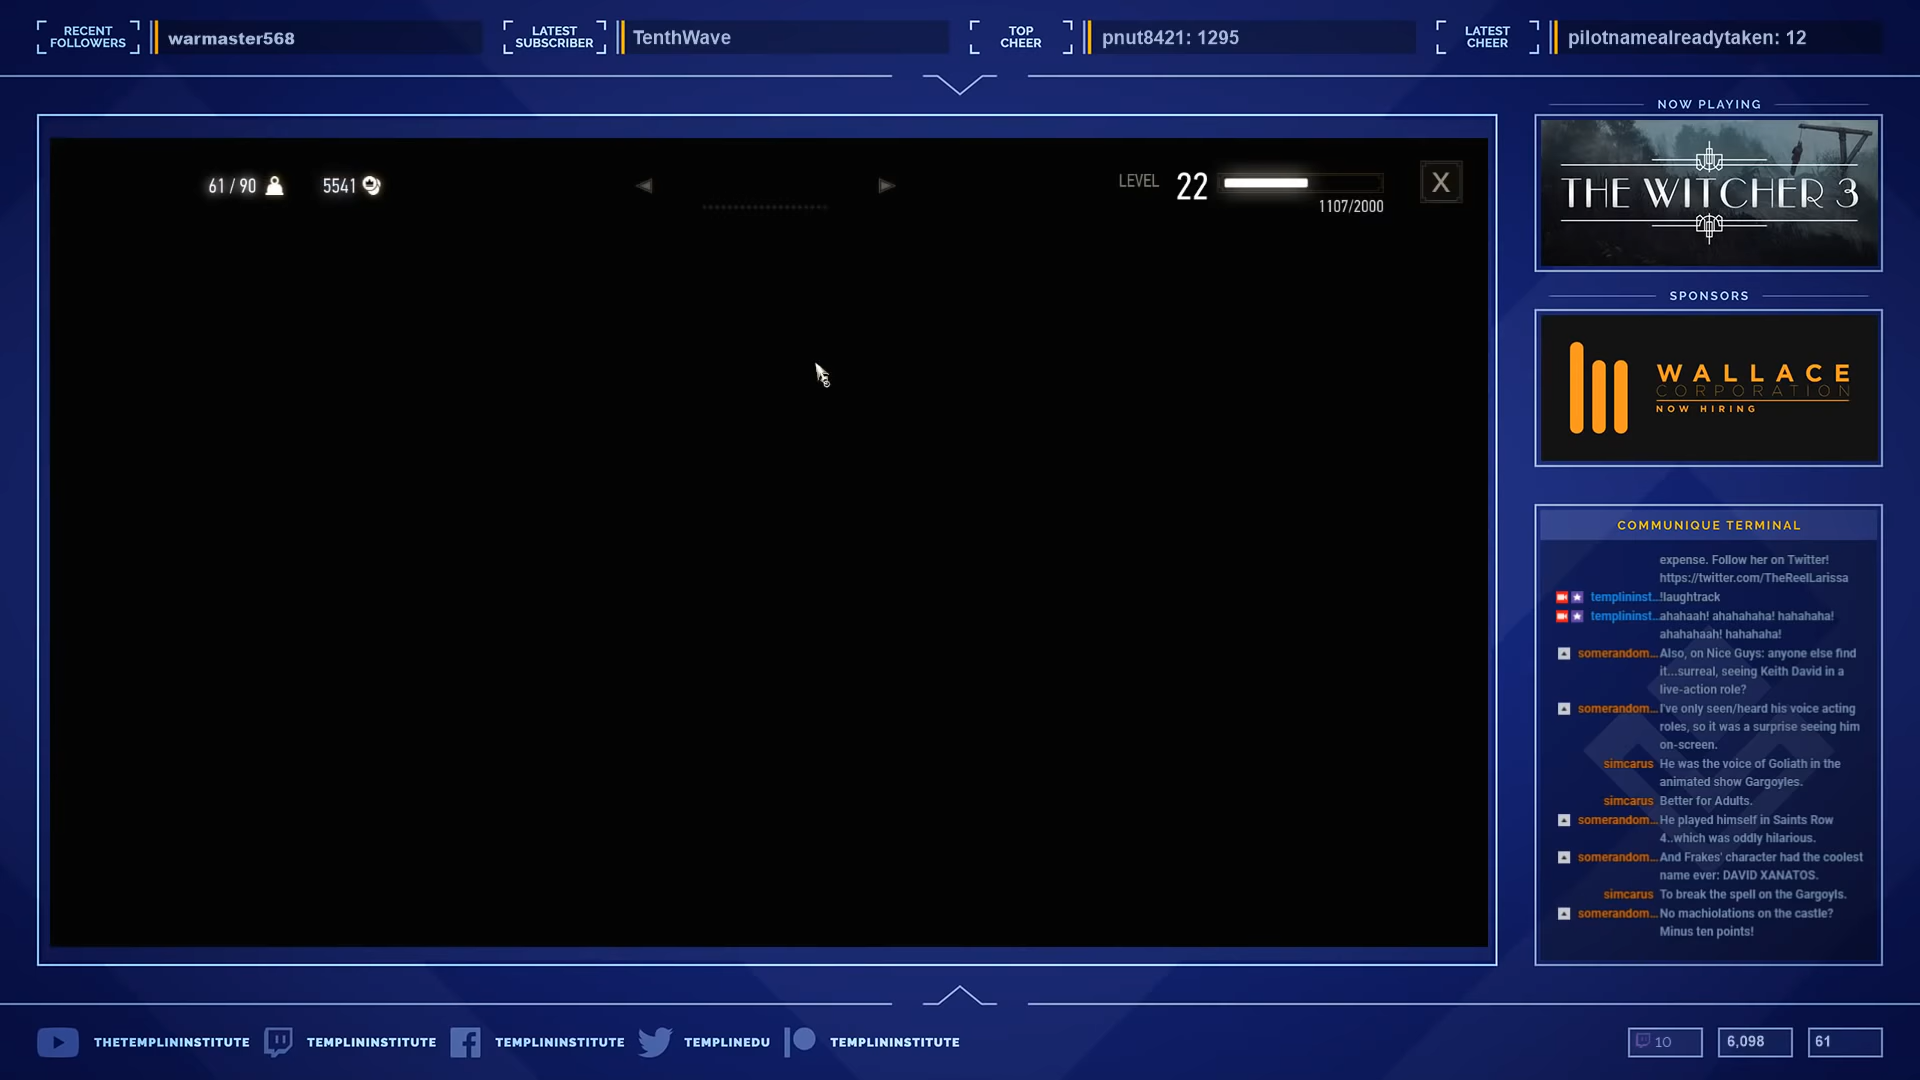 RECENT
FOLLOWERS
warmaster568
LATEST
SUBSCRIBER
TenthWave
TOP
CHEER
pnut8421: 1295
LATEST
CHEER
pilotnamealreadytaken: 12
61 / 90
5541
LEVEL 22
1107/2000
X
NOW PLAYING
THE WITCHER 3
SPONSORS
WALLACE
CORPORATION
NOW HIRING
COMMUNIQUE TERMINAL
expense. Follow her on Twitter!
https://twitter.com/TheReelLarissa
templininst... !laughtrack
templininst... ahahaah! ahahahaha! hahahaha!
ahahahaah! hahahaha!
somerandom... Also, on Nice Guys: anyone else find
it...surreal, seeing Keith David in a
live-action role?
somerandom... I've only seen/heard his voice acting
roles, so it was a surprise seeing him
on-screen.
simcarus He was the voice of Goliath in the
animated show Gargoyles.
simcarus Better for Adults.
somerandom... He played himself in Saints Row
4..which was oddly hilarious.
somerandom... And Frakes' character had the coolest
name ever: DAVID XANATOS.
simcarus To break the spell on the Gargoyls.
somerandom... No machiolations on the castle?
Minus ten points!
THETEMPLININSTITUTE
TEMPLININSTITUTE
TEMPLININSTITUTE
TEMPLINEDU
TEMPLININSTITUTE
10
6,098
61